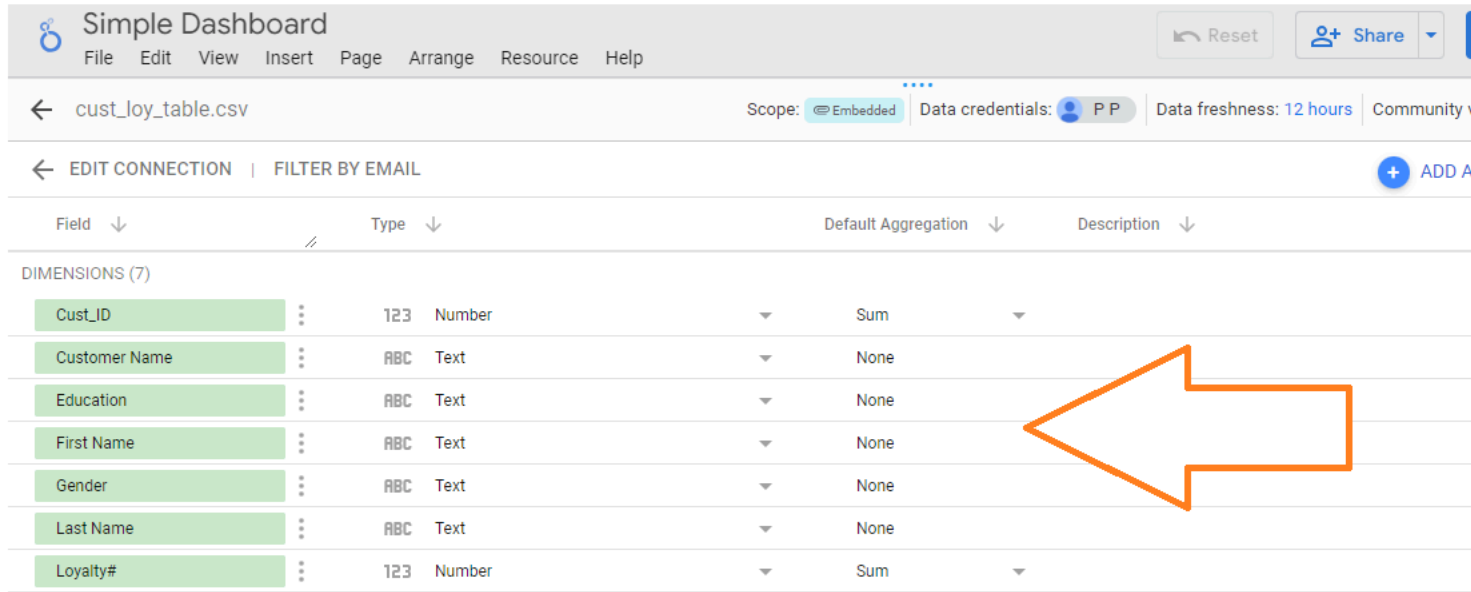 Simple Dashboard
File Edit View Insert Page Arrange Resource Help
Reset
Share
cust_loy_table.csv
Scope: Embedded Data credentials: P P Data freshness: 12 hours Community
EDIT CONNECTION | FILTER BY EMAIL
ADD A
Field Type Default Aggregation Description
DIMENSIONS (7)
Cust_ID 123 Number Sum
Customer Name ABC Text None
Education ABC Text None
First Name ABC Text None
Gender ABC Text None
Last Name ABC Text None
Loyalty# 123 Number Sum